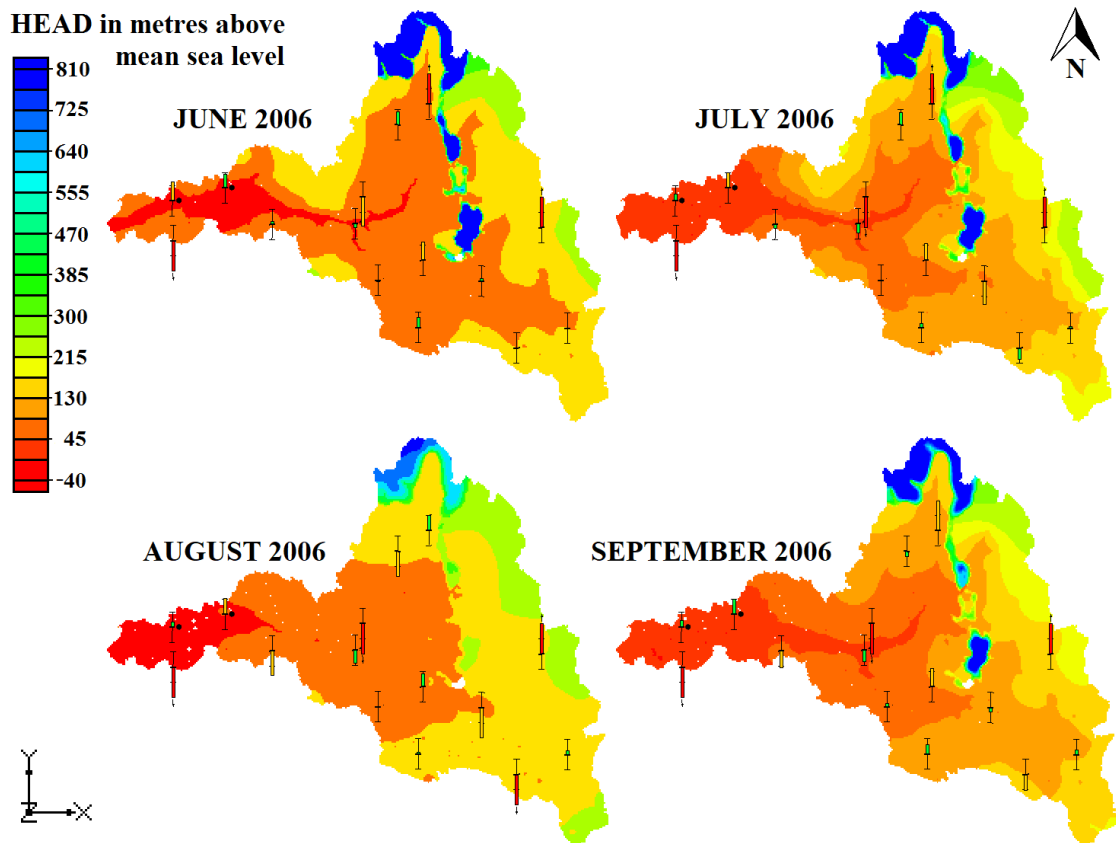 HEAD in metres above
mean sea level
810
725
640
555
470
385
300
215
130
45
-40
N
JUNE 2006
JULY 2006
AUGUST 2006
SEPTEMBER 2006
Y
Z
X